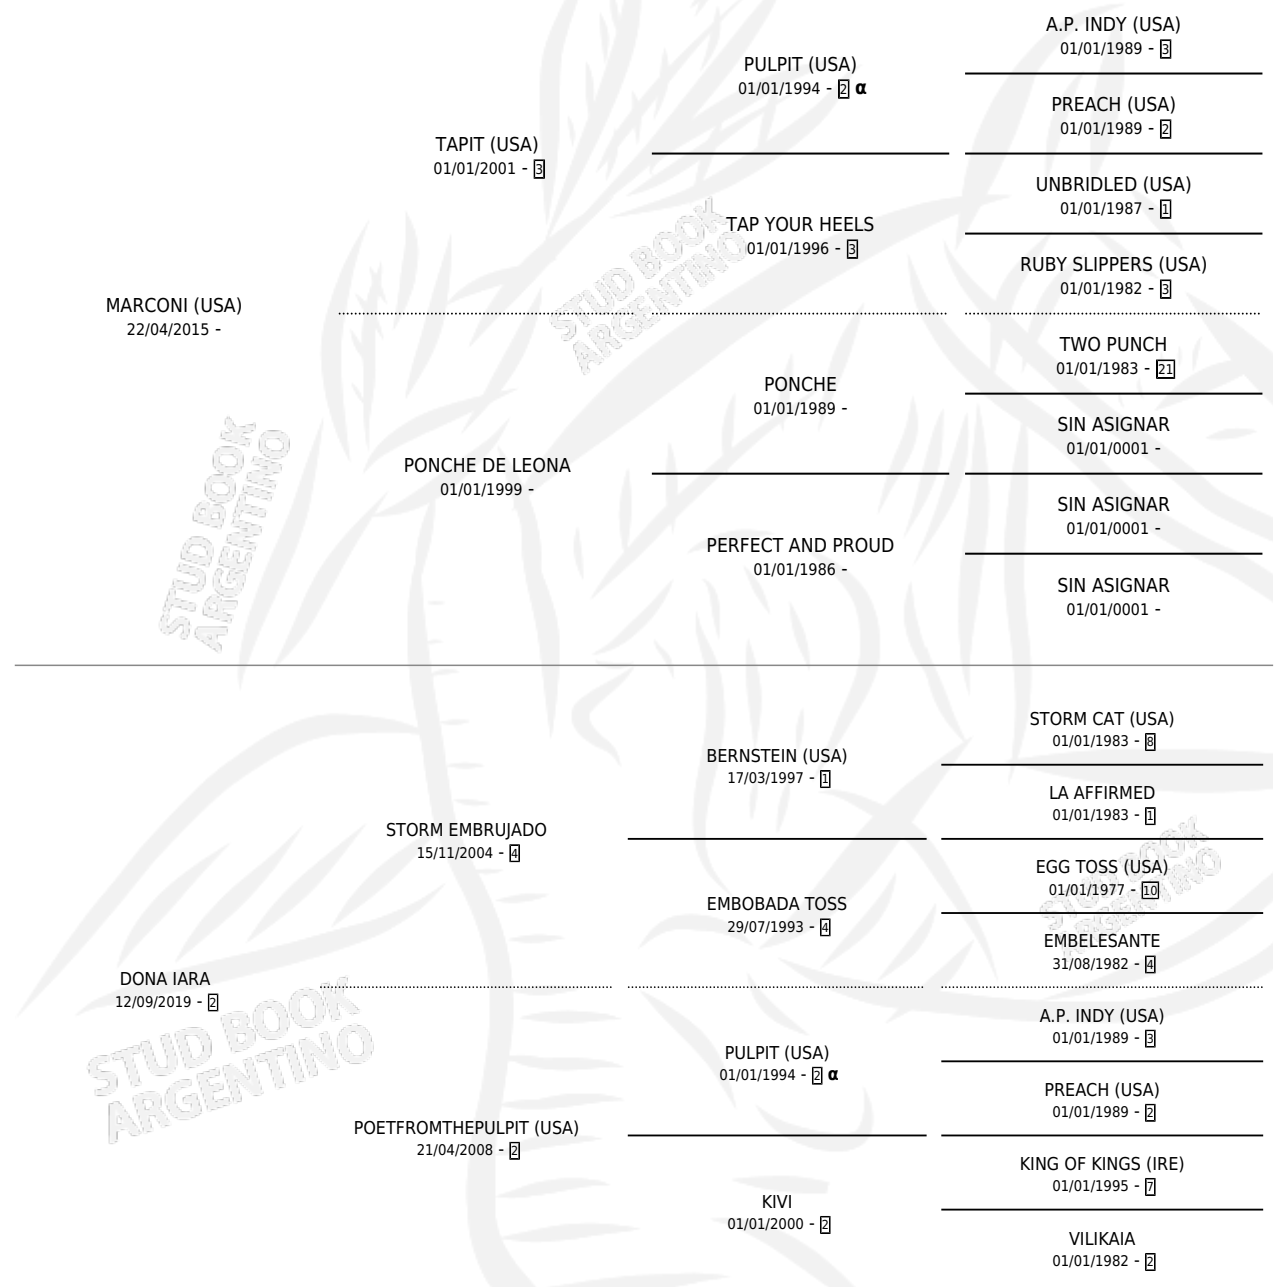 A.P. INDY (USA)
01/01/1989 - 3
PULPIT (USA)
01/01/1994 - 2 α
PREACH (USA)
01/01/1989 - 2
TAPIT (USA)
01/01/2001 - 3
UNBRIDLED (USA)
01/01/1987 - 1
TAP YOUR HEELS
01/01/1996 - 3
RUBY SLIPPERS (USA)
01/01/1982 - 3
MARCONI (USA)
22/04/2015 -
TWO PUNCH
01/01/1983 - 21
PONCHE
01/01/1989 -
SIN ASIGNAR
01/01/0001 -
PONCHE DE LEONA
01/01/1999 -
SIN ASIGNAR
01/01/0001 -
PERFECT AND PROUD
01/01/1986 -
SIN ASIGNAR
01/01/0001 -
STORM CAT (USA)
01/01/1983 - 8
BERNSTEIN (USA)
17/03/1997 - 1
LA AFFIRMED
01/01/1983 - 1
STORM EMBRUJADO
15/11/2004 - 4
EGG TOSS (USA)
01/01/1977 - 10
EMBOBADA TOSS
29/07/1993 - 4
EMBELESANTE
31/08/1982 - 4
DONA IARA
12/09/2019 - 2
A.P. INDY (USA)
01/01/1989 - 3
PULPIT (USA)
01/01/1994 - 2 α
PREACH (USA)
01/01/1989 - 2
POETFROMTHEPULPIT (USA)
21/04/2008 - 2
KING OF KINGS (IRE)
01/01/1995 - 7
KIVI
01/01/2000 - 2
VILIKAIA
01/01/1982 - 2
STUD BOOK
ARGENTINO
STUD BOOK
ARGENTINO
STUD BOOK
ARGENTINO
STUD BOOK
ARGENTINO